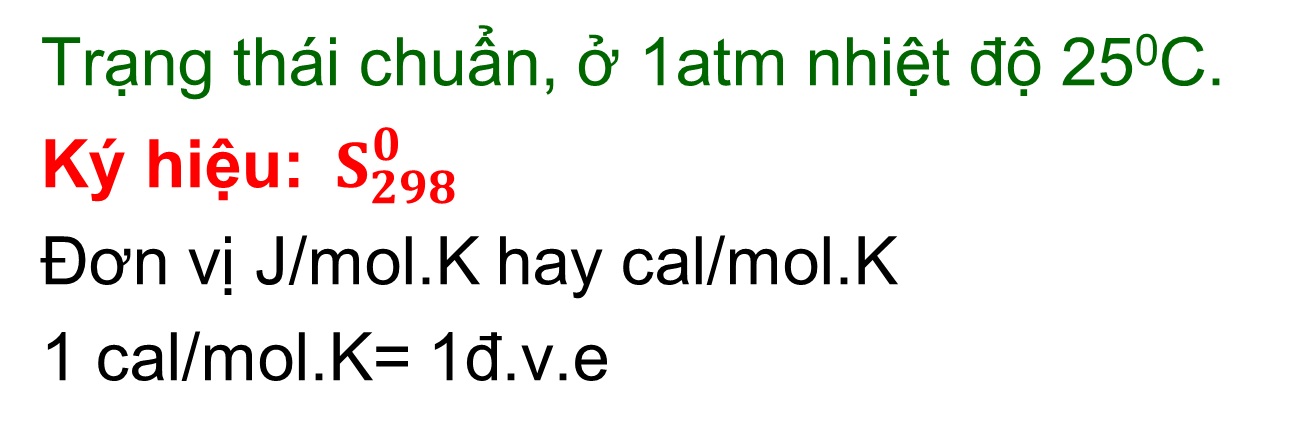 Trạng thái chuẩn, ở 1atm nhiệt độ 25⁰C.
Ký hiệu: S⁰₂₉₈
Đơn vị J/mol.K hay cal/mol.K
1 cal/mol.K= 1đ.v.e